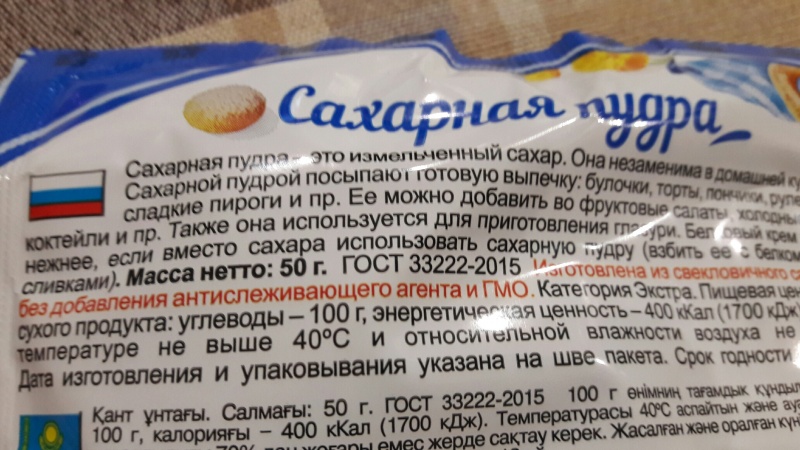 Сахарная пудра
Сахарная пудра – это измельченный сахар. Она незаменима в домашней
Сахарной пудрой посыпают готовую выпечку: булочки, торты, пончики,
сладкие пироги и пр. Ее можно добавить во фруктовые салаты,
коктейли и пр. Также она используется для приготовления глазури. крем
нежнее, если вместо сахара использовать сахарную пудру (взбить ее с белком
сливками). Масса нетто: 50 г. ГОСТ 33222-2015 Изготовлена из свекловичного
без добавления антислеживающего агента и ГМО. Категория Экстра. Пищевая
сухого продукта: углеводы – 100 г, энергетическая ценность – 400 кКал (1700 кДж)
температуре не выше 40°C и относительной влажности воздуха не
Дата изготовления и упаковывания указана на шве пакета. Срок годности
Қант ұнтағы. Салмағы: 50 г. ГОСТ 33222-2015 100 г өнімнің тағамдық
100 г, калориясы – 400 кКал (1700 кДж). Температурасы 40°C аспайтын және
жоғары емес жерде сақтау керек. Жасалған және оралған